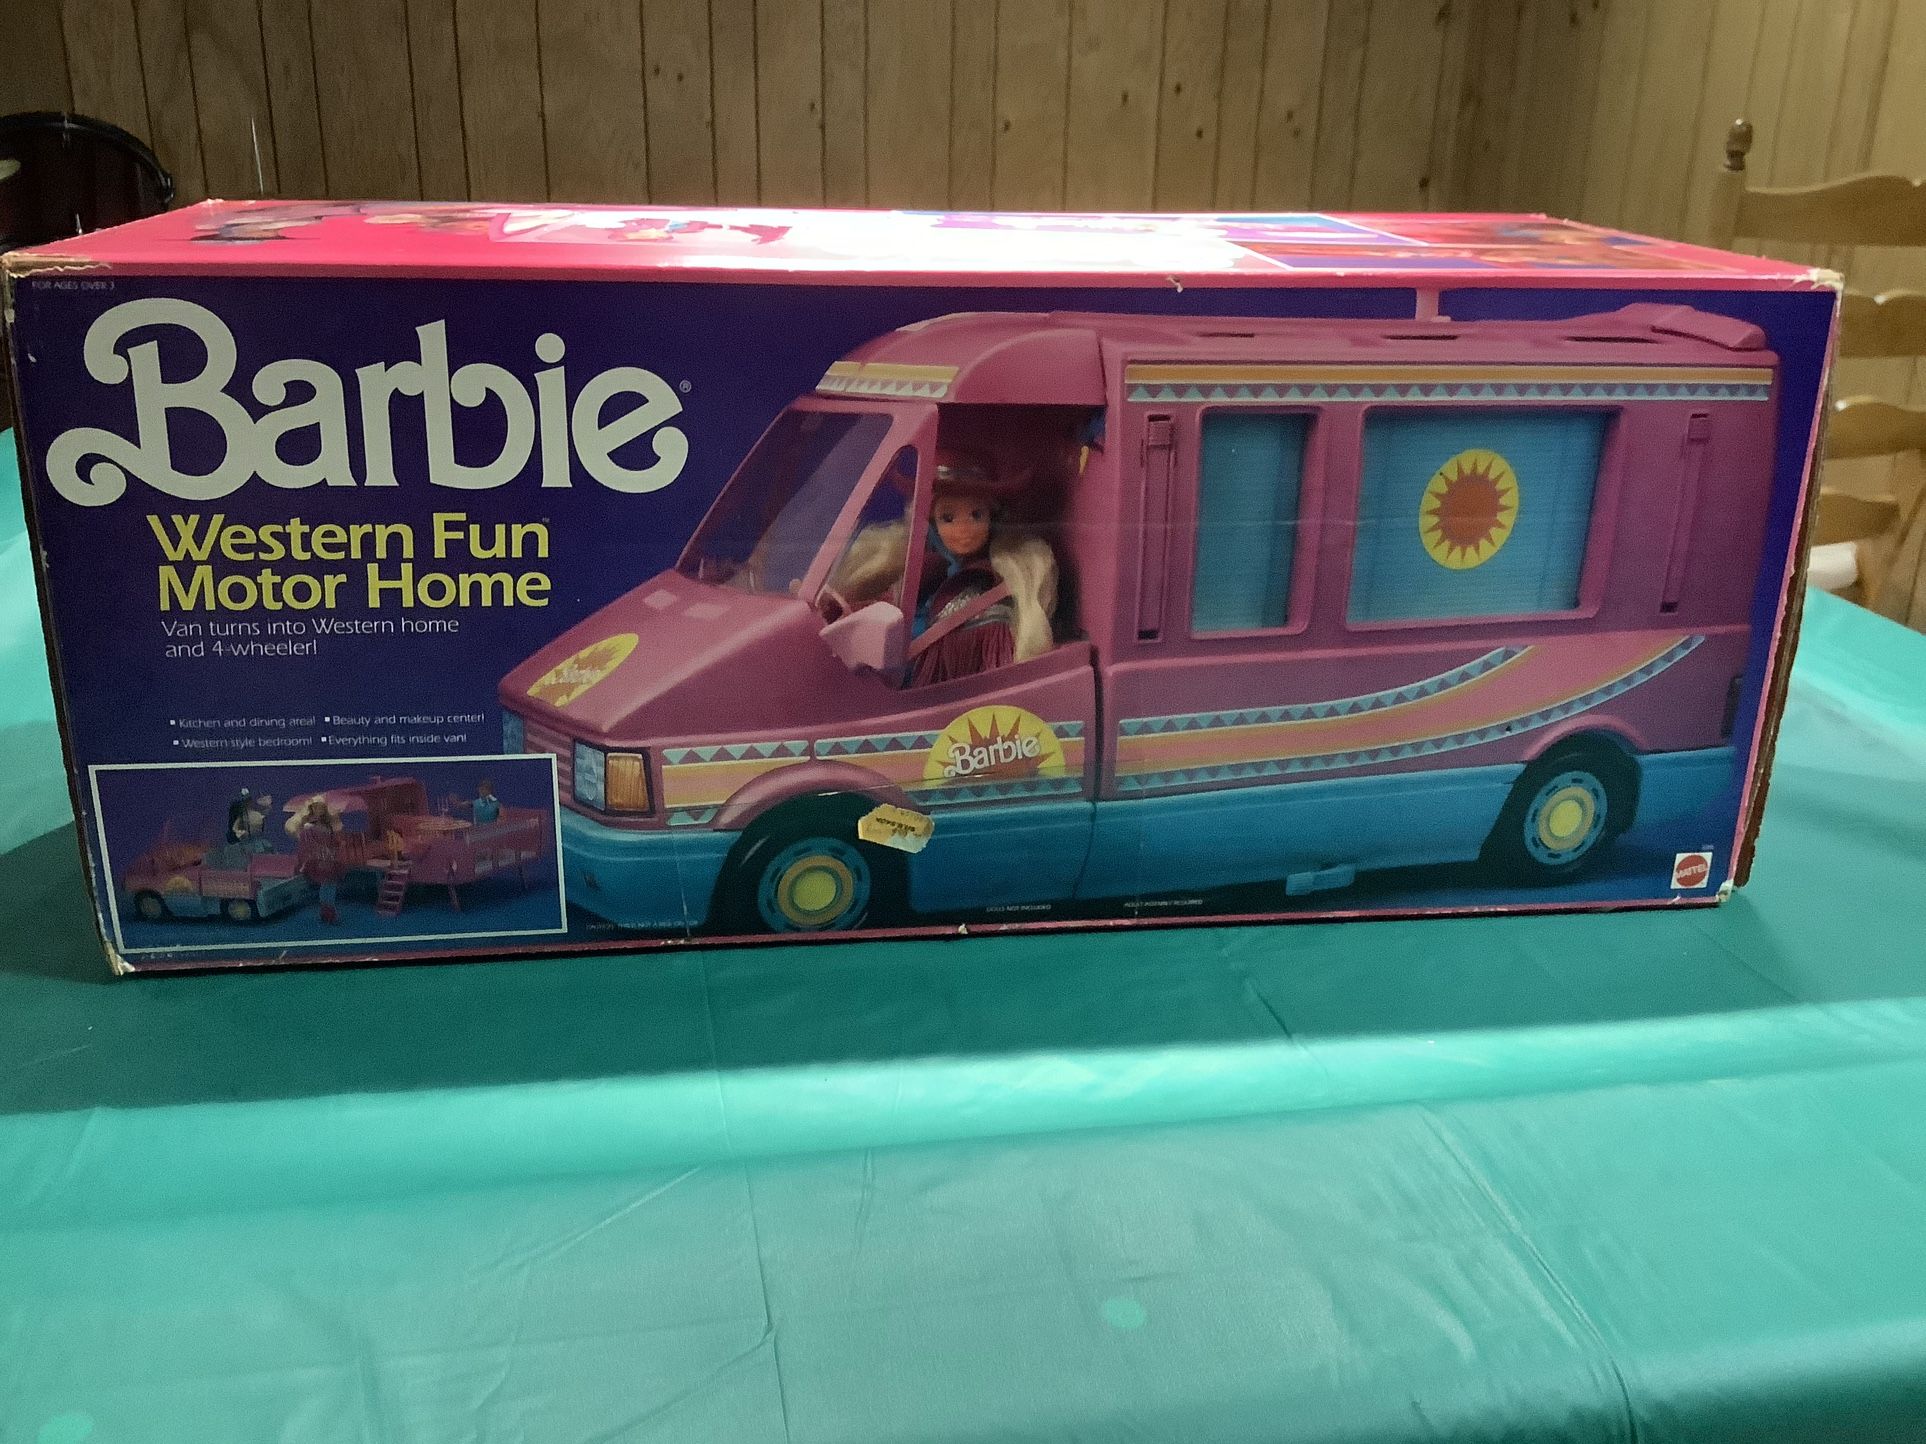 FOR AGES OVER 3
Barbie®
Western Fun
Motor Home
Van turns into Western home
and 4-wheeler!
▪ Kitchen and dining area! ▪ Beauty and makeup center!
▪ Western style bedroom! ▪ Everything fits inside van!
Barbie
Barbie
DOLLS NOT INCLUDED
ADULT ASSEMBLY REQUIRED
MATTEL